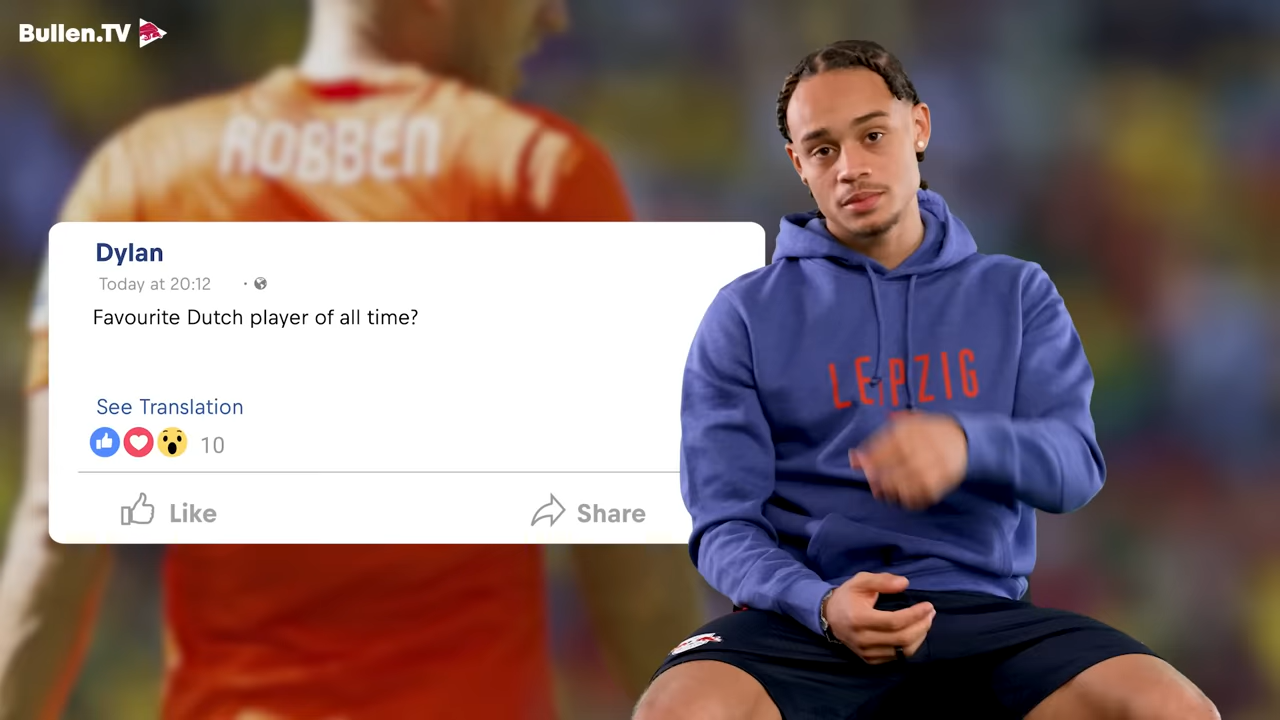 Bullen.TV
ROBBEN
Dylan
Today at 20:12
Favourite Dutch player of all time?
See Translation
10
Like
Share
LEIPZIG